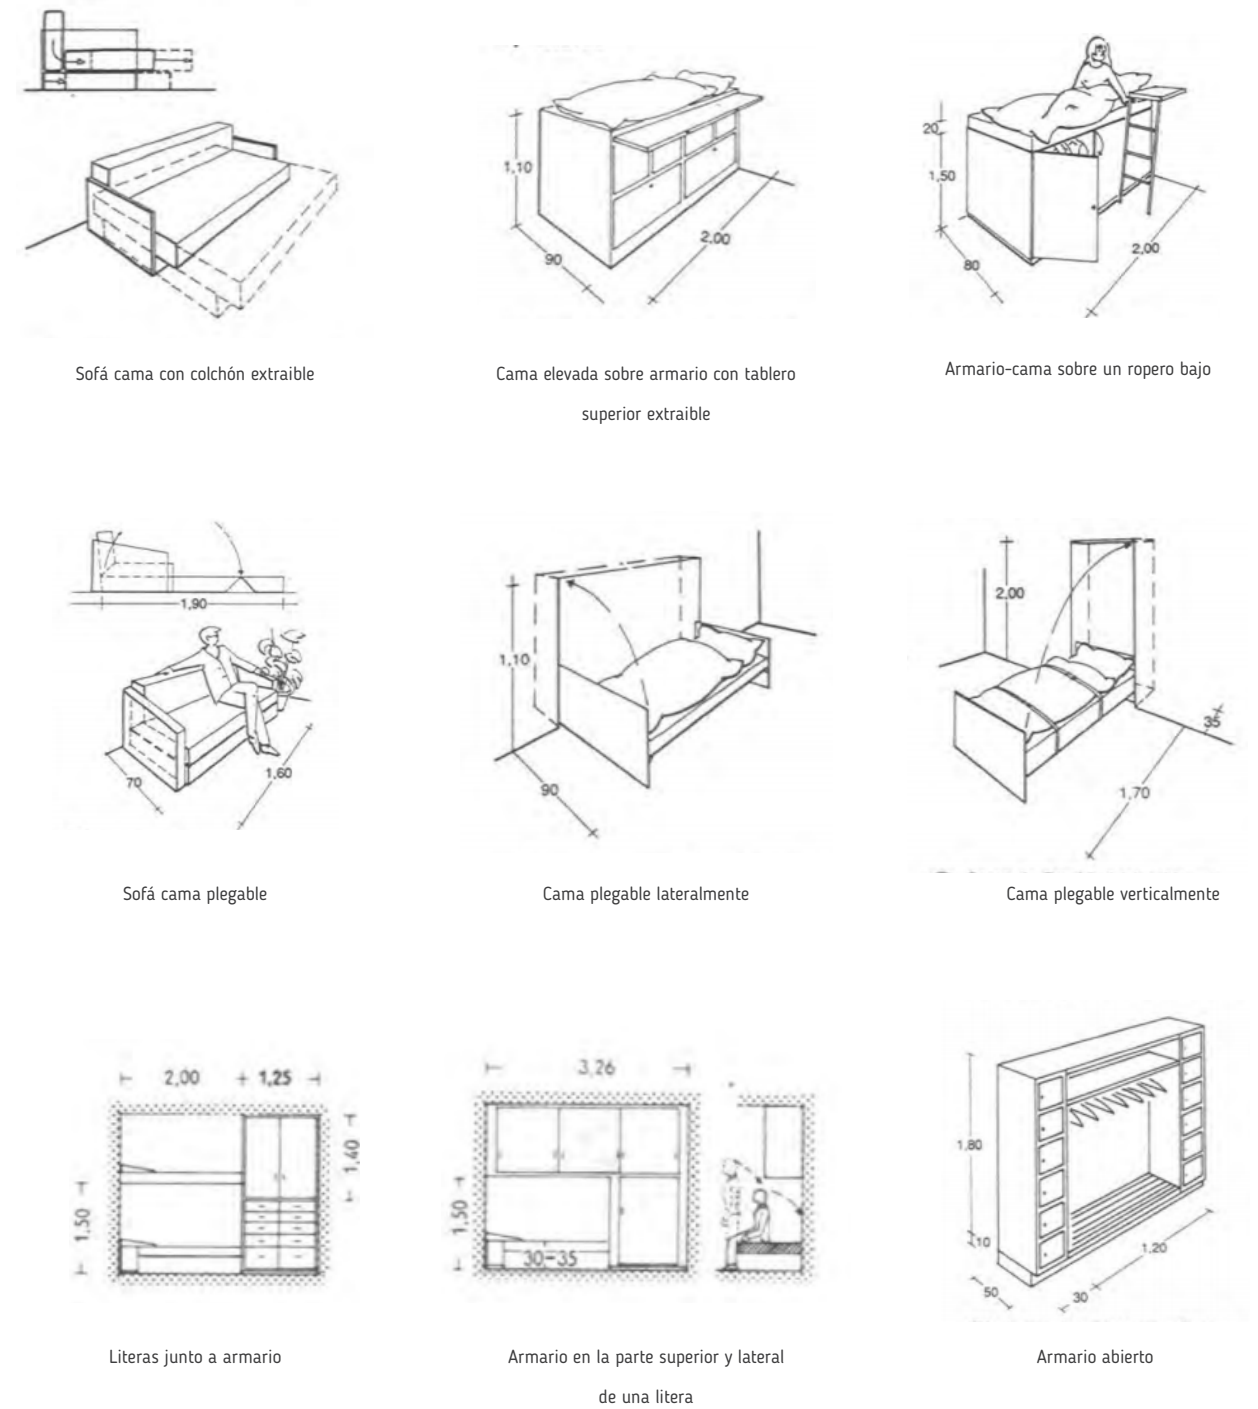 1,10
90
2,00
20
1,50
80
2,00
Sofá cama con colchón extraible
Cama elevada sobre armario con tablero
superior extraible
Armario-cama sobre un ropero bajo
1,90
70
1,60
1,10
90
2,00
35
1,70
Sofá cama plegable
Cama plegable lateralmente
Cama plegable verticalmente
2,00
1,25
1,40
1,50
3,26
1,50
30-35
1,80
10
50
30
1,20
Literas junto a armario
Armario en la parte superior y lateral
de una litera
Armario abierto